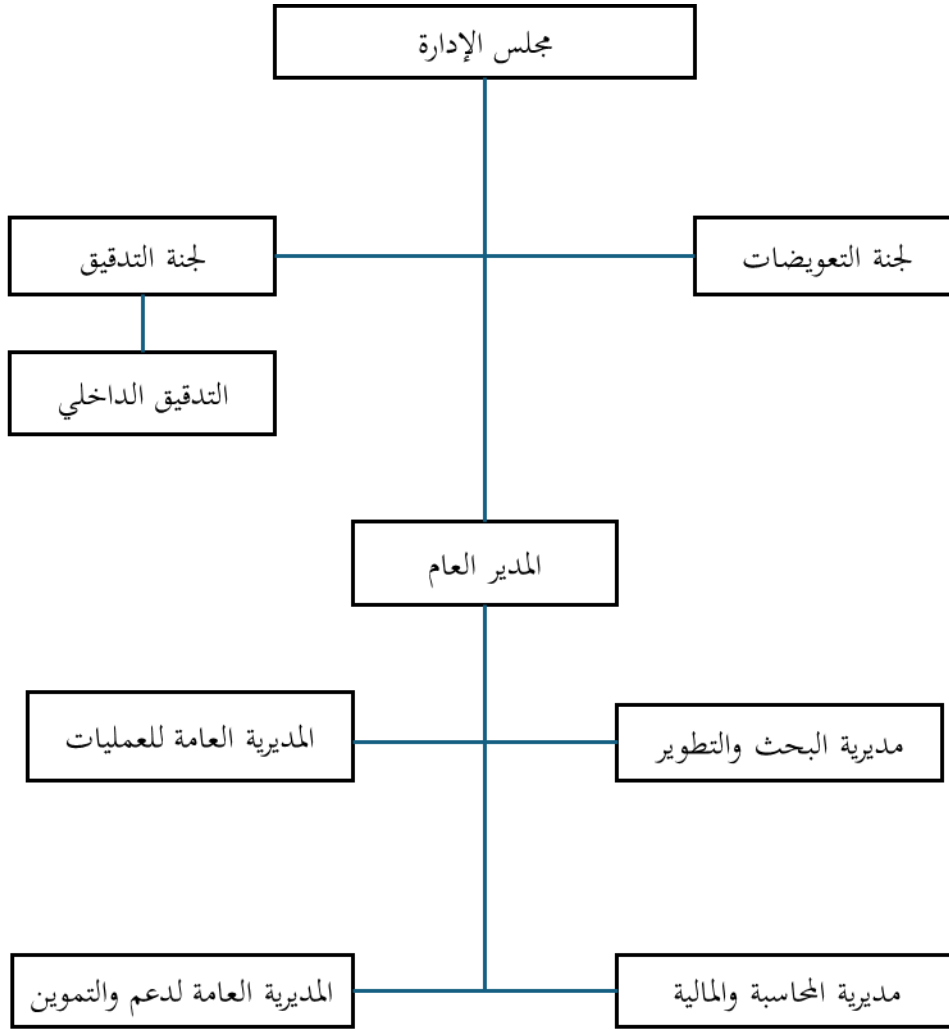 مجلس الإدارة
لجنة التعويضات
لجنة التدقيق
التدقيق الداخلي
المدير العام
مديرية البحث والتطوير
المديرية العامة للعمليات
مديرية المحاسبة والمالية
المديرية العامة لدعم والتموين